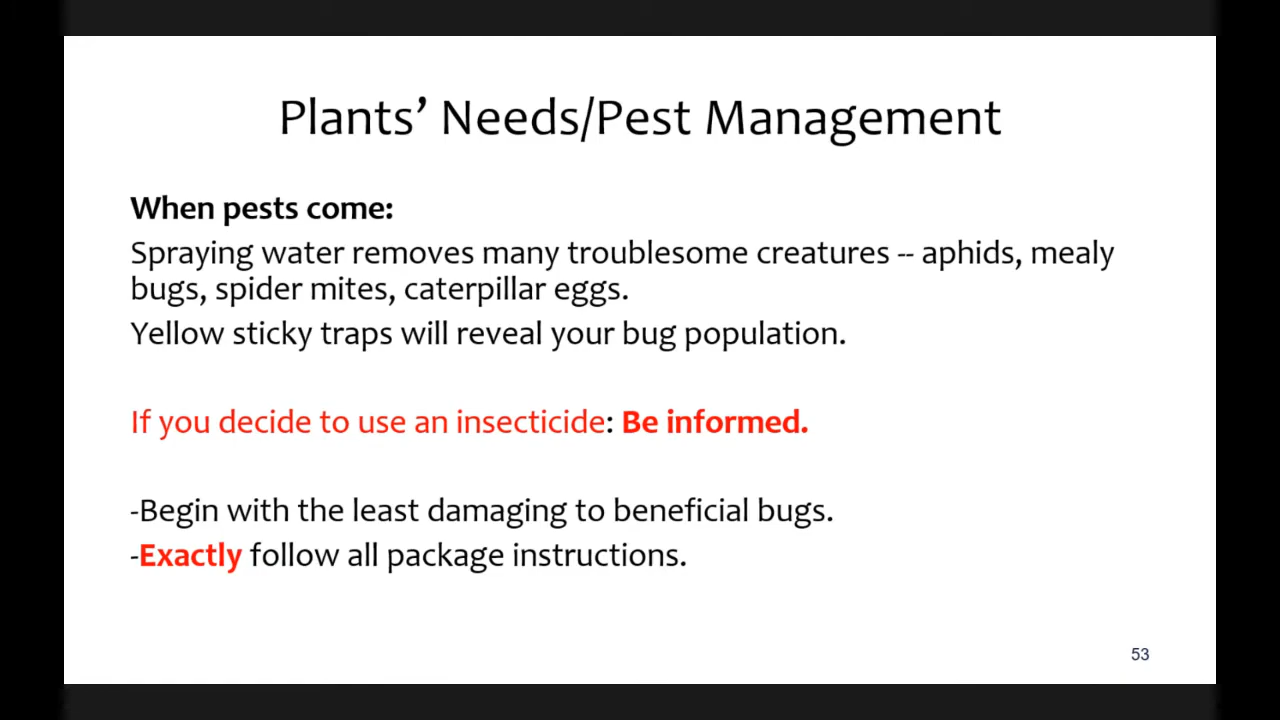 Plants’ Needs/Pest Management
When pests come:
Spraying water removes many troublesome creatures -- aphids, mealy
bugs, spider mites, caterpillar eggs.
Yellow sticky traps will reveal your bug population.
If you decide to use an insecticide: Be informed.
-Begin with the least damaging to beneficial bugs.
-Exactly follow all package instructions.
53